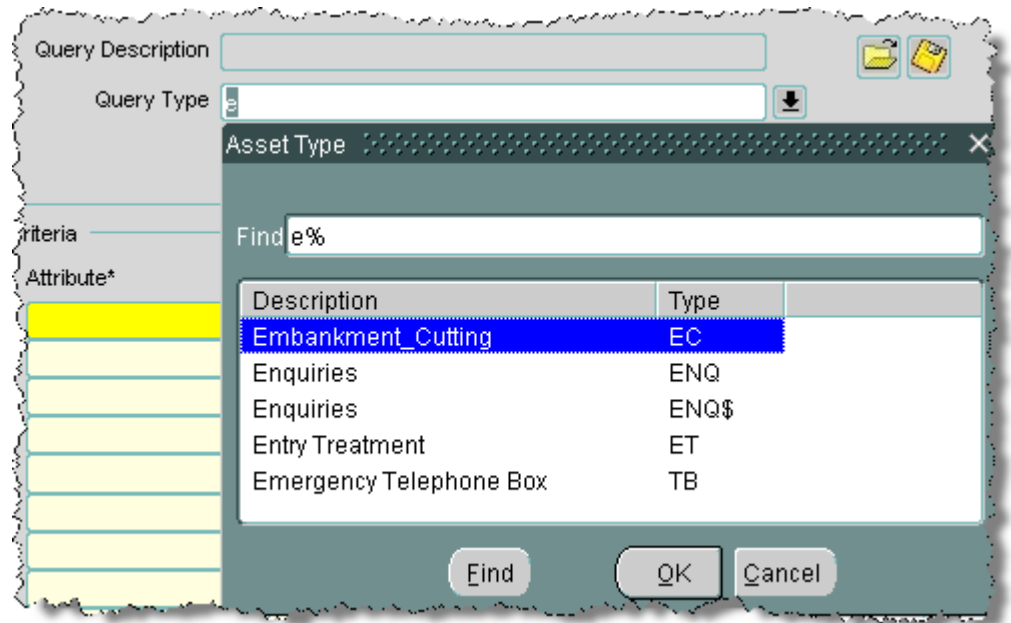 Query Description
Query Type e
Asset Type
Find e%
riteria
Attribute*
Description Type
Embankment_Cutting EC
Enquiries ENQ
Enquiries ENQ$
Entry Treatment ET
Emergency Telephone Box TB
Find OK Cancel